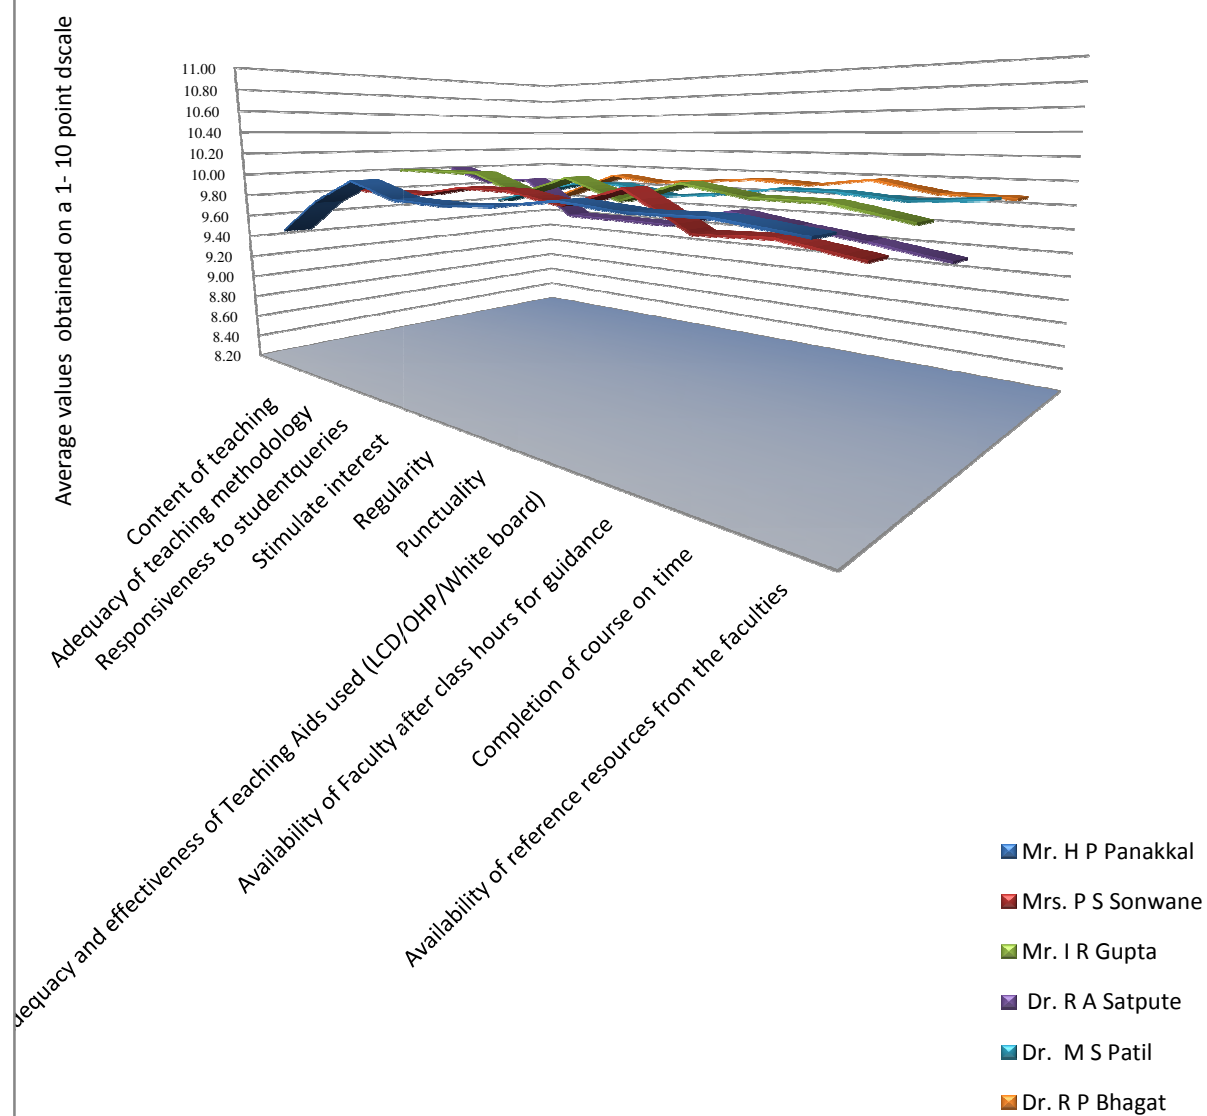 Average values  obtained on a 1- 10 point dscale
11.00
10.80
10.60
10.40
10.20
10.00
9.80
9.60
9.40
9.20
9.00
8.80
8.60
8.40
8.20
Content of teaching
Adequacy of teaching methodology
Responsiveness to studentqueries
Stimulate interest
Regularity
Punctuality
dequacy and effectiveness of Teaching Aids used (LCD/OHP/White board)
Availability of Faculty after class hours for guidance
Completion of course on time
Availability of reference resources from the faculties
Mr. H P Panakkal
Mrs. P S Sonwane
Mr. I R Gupta
Dr. R A Satpute
Dr.  M S Patil
Dr. R P Bhagat